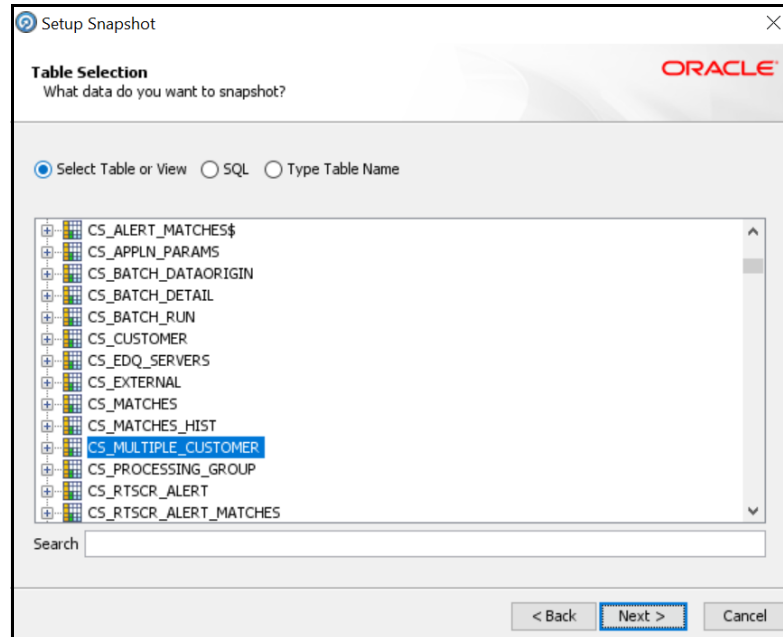 Setup Snapshot
Table Selection
What data do you want to snapshot?
ORACLE
Select Table or View SQL Type Table Name
CS_ALERT_MATCHES$
CS_APPLN_PARAMS
CS_BATCH_DATAORIGIN
CS_BATCH_DETAIL
CS_BATCH_RUN
CS_CUSTOMER
CS_EDQ_SERVERS
CS_EXTERNAL
CS_MATCHES
CS_MATCHES_HIST
CS_MULTIPLE_CUSTOMER
CS_PROCESSING_GROUP
CS_RTSCR_ALERT
CS_RTSCR_ALERT_MATCHES
Search
< Back Next > Cancel